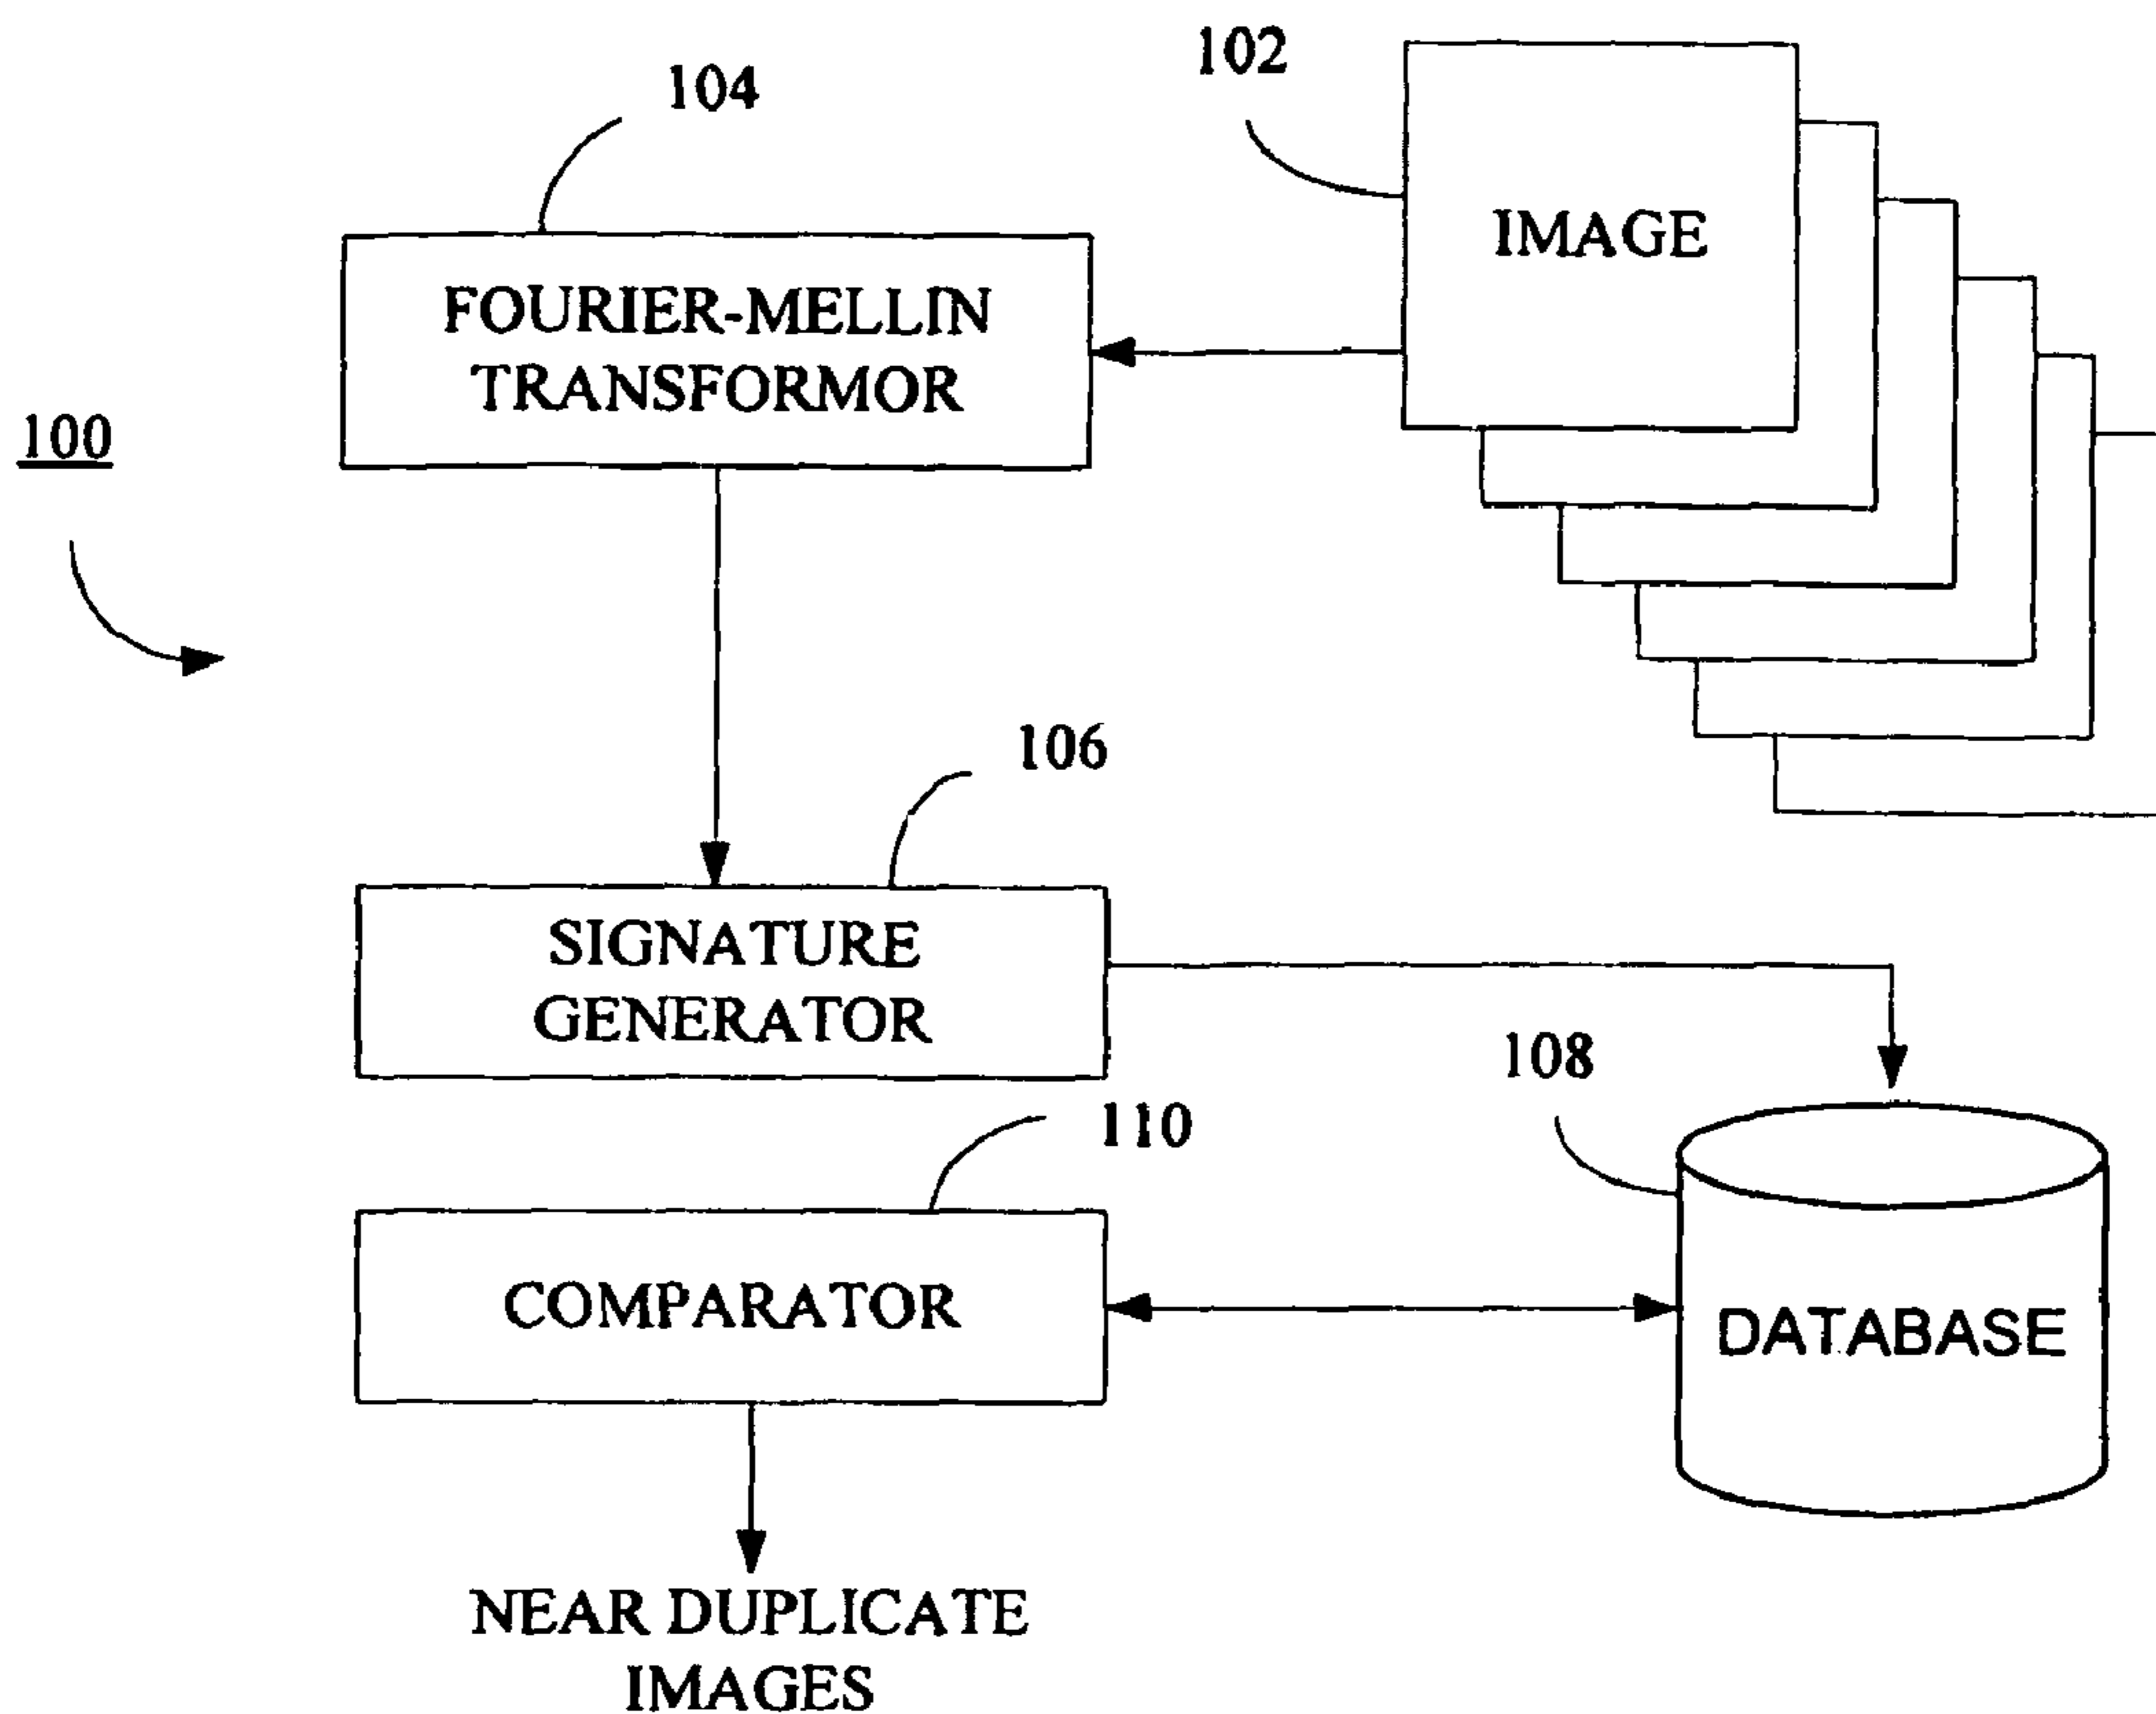 102
104
IMAGE
FOURIER-MELLIN
TRANSFORMOR
100
106
SIGNATURE
GENERATOR
108
110
COMPARATOR
DATABASE
NEAR DUPLICATE
IMAGES